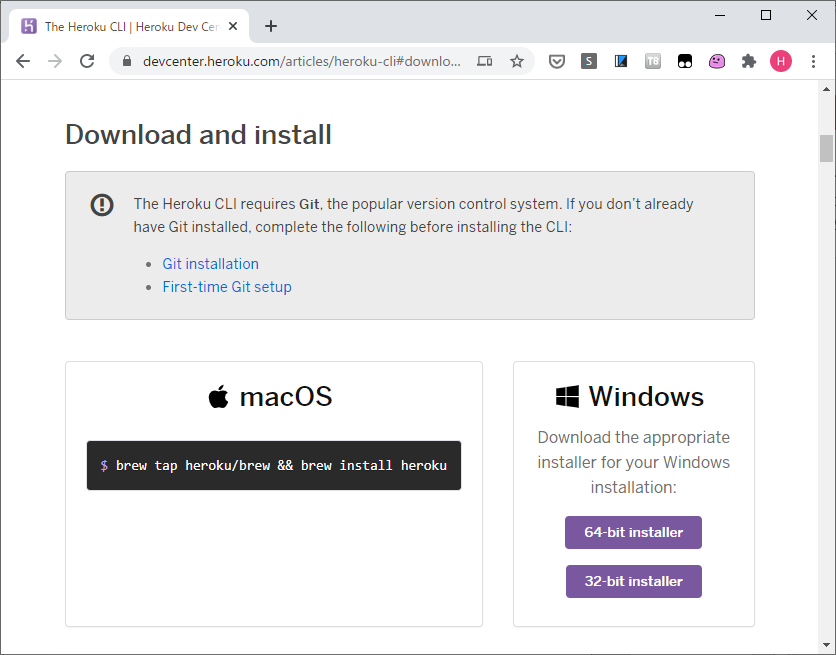 The Heroku CLI | Heroku Dev Cen
devcenter.heroku.com/articles/heroku-cli#downlo...
S
T8
H
Download and install
The Heroku CLI requires Git, the popular version control system. If you don't already
have Git installed, complete the following before installing the CLI:
Git installation
First-time Git setup
macOS
$ brew tap heroku/brew && brew install heroku
Windows
Download the appropriate
installer for your Windows
installation:
64-bit installer
32-bit installer